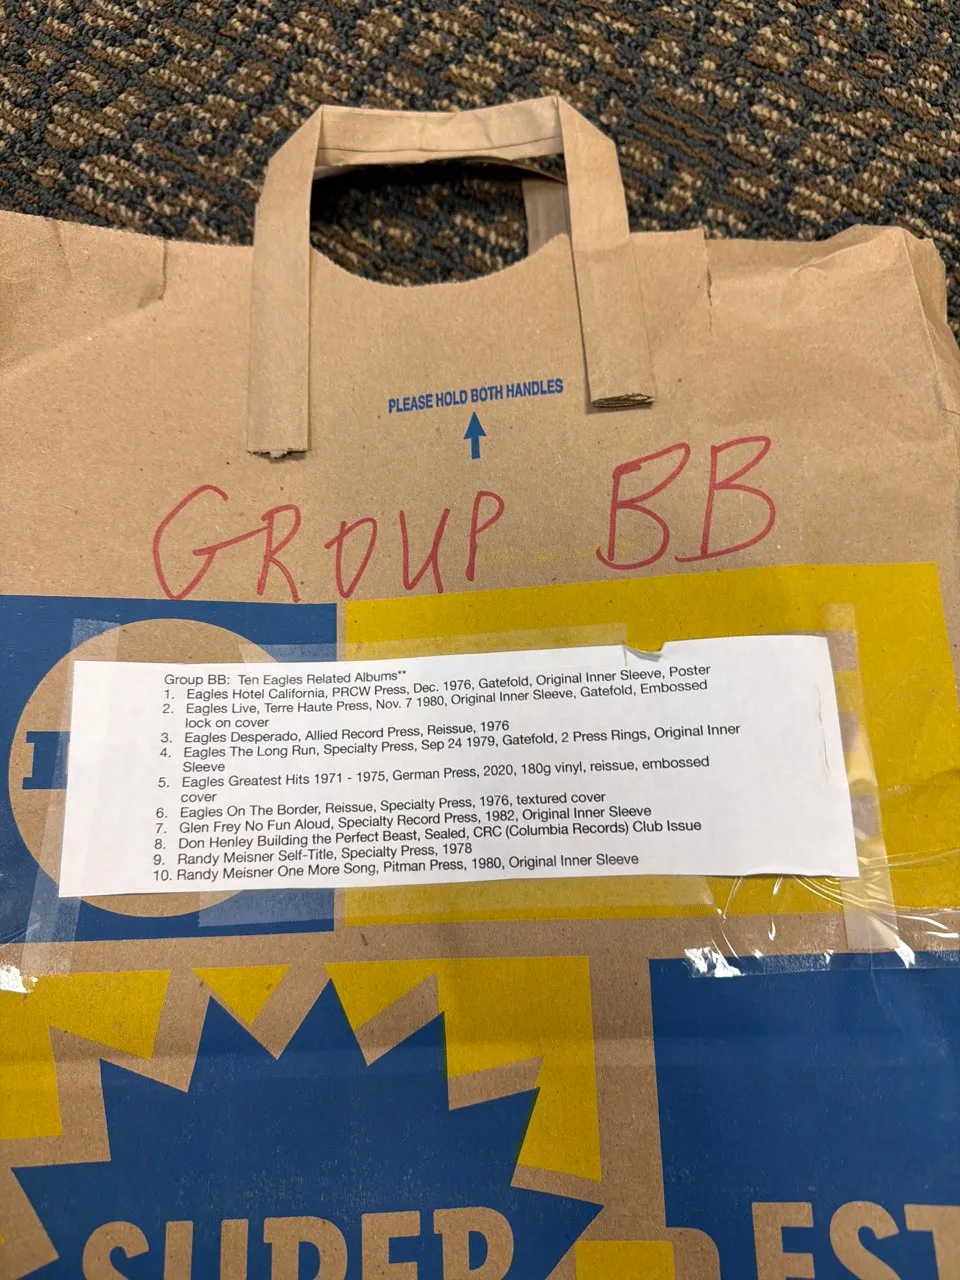 PLEASE HOLD BOTH HANDLES
GROUP BB
Group BB: Ten Eagles Related Albums**
1. Eagles Hotel California, PRCW Press, Dec. 1976, Gatefold, Original Inner Sleeve, Poster
2. Eagles Live, Terre Haute Press, Nov. 7 1980, Original Inner Sleeve, Gatefold, Embossed
lock on cover
3. Eagles Desperado, Allied Record Press, Reissue, 1976
4. Eagles The Long Run, Specialty Press, Sep 24 1979, Gatefold, 2 Press Rings, Original Inner
Sleeve
5. Eagles Greatest Hits 1971 - 1975, German Press, 2020, 180g vinyl, reissue, embossed
cover
6. Eagles On The Border, Reissue, Specialty Press, 1976, textured cover
7. Glen Frey No Fun Aloud, Specialty Record Press, 1982, Original Inner Sleeve
8. Don Henley Building the Perfect Beast, Sealed, CRC (Columbia Records) Club Issue
9. Randy Meisner Self-Title, Specialty Press, 1978
10. Randy Meisner One More Song, Pitman Press, 1980, Original Inner Sleeve
SUPER